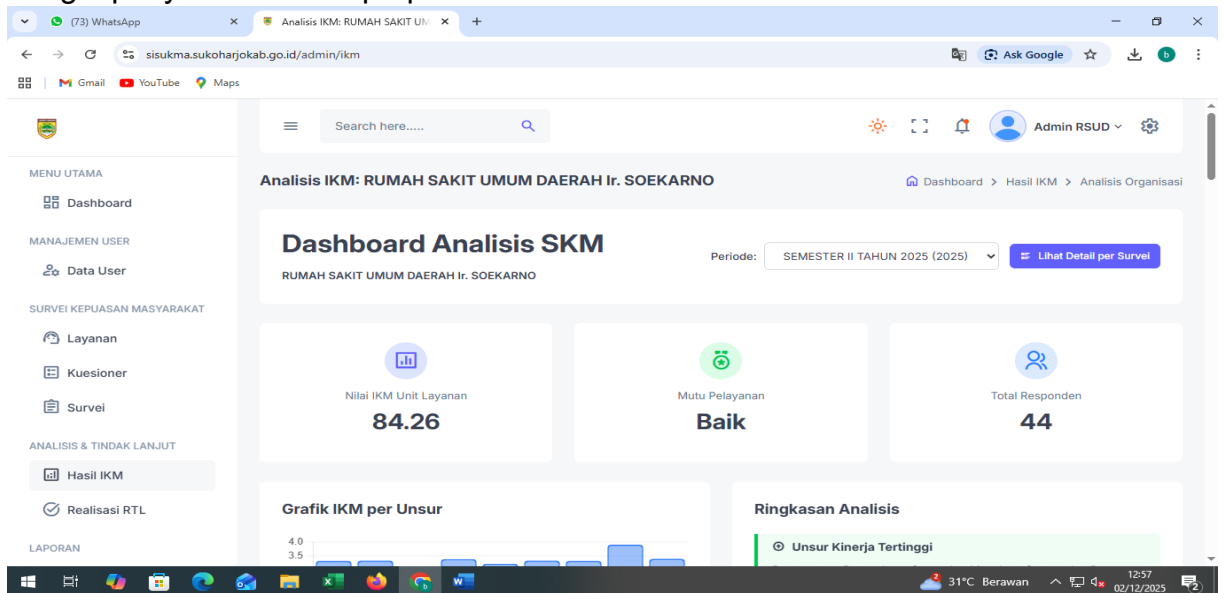 (73) WhatsApp
Analisis IKM: RUMAH SAKIT UM
sisukma.sukoharjokab.go.id/admin/ikm
Ask Google
b
Gmail
YouTube
Maps
Search here.....
Admin RSUD
MENU UTAMA
Dashboard
MANAJEMEN USER
Data User
SURVEI KEPUASAN MASYARAKAT
Layanan
Kuesioner
Survei
ANALISIS & TINDAK LANJUT
Hasil IKM
Realisasi RTL
LAPORAN
Analisis IKM: RUMAH SAKIT UMUM DAERAH Ir. SOEKARNO
Dashboard > Hasil IKM > Analisis Organisasi
Dashboard Analisis SKM
RUMAH SAKIT UMUM DAERAH Ir. SOEKARNO
Periode:
SEMESTER II TAHUN 2025 (2025)
Lihat Detail per Survei
Nilai IKM Unit Layanan
84.26
Mutu Pelayanan
Baik
Total Responden
44
Grafik IKM per Unsur
4.0
3.5
Ringkasan Analisis
Unsur Kinerja Tertinggi
31°C Berawan
12:57
02/12/2025
2